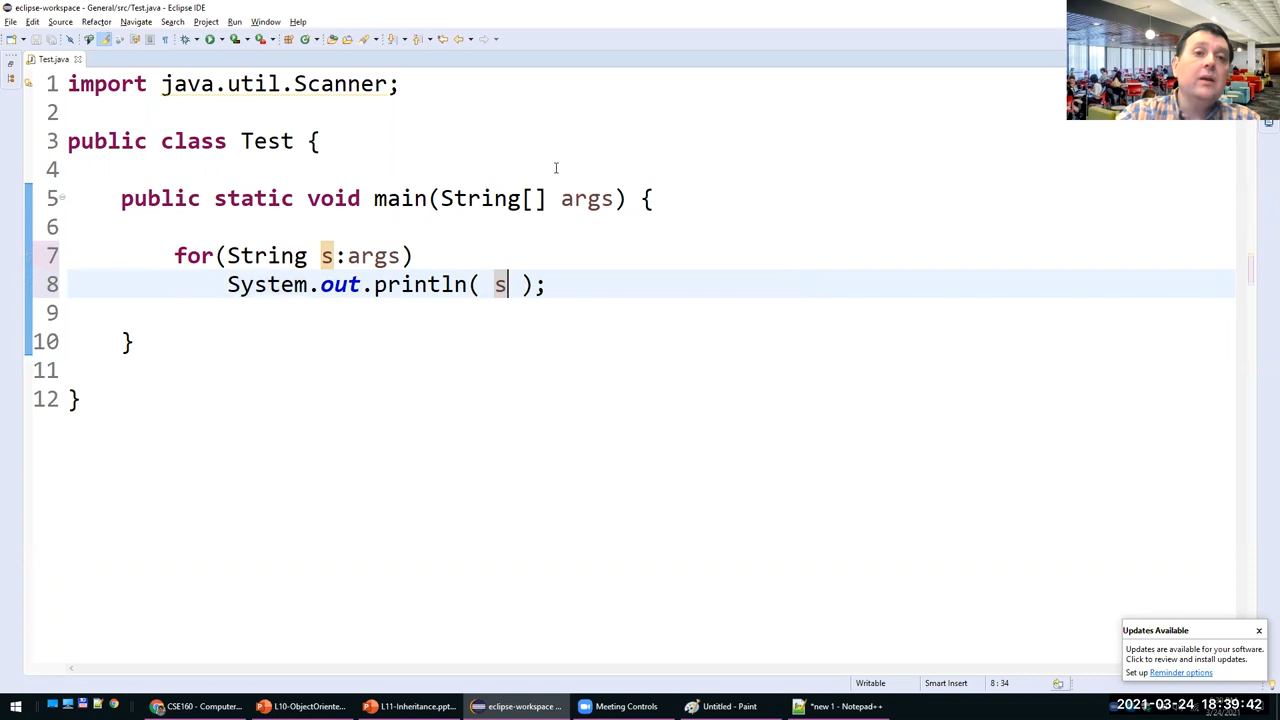 eclipse-workspace - General/src/Test.java - Eclipse IDE
File Edit Source Refactor Navigate Search Project Run Window Help
Test.java
1 import java.util.Scanner;
2
3 public class Test {
4
5 public static void main(String[] args) {
6
7 for(String s:args)
8 System.out.println( s );
9
10 }
11
12 }
Updates Available x
Updates are available for your software.
Click to review and install updates.
Set up Reminder options
Writable Smart Insert 8 : 34
CSE160 - Computer... L10-ObjectOriente... L11-Inheritance.ppt... eclipse-workspace ... Meeting Controls Untitled - Paint *new 1 - Notepad++
2021-03-24 18:39:42